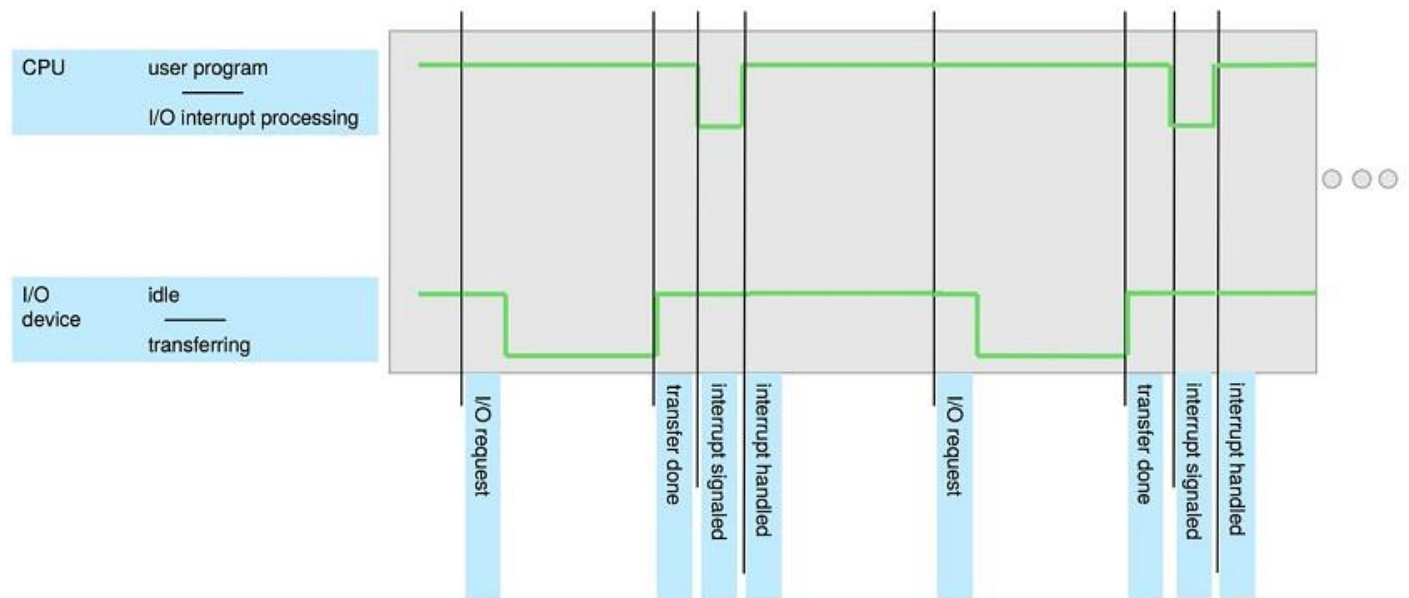 CPU
user program
I/O interrupt processing
I/O
device
idle
transferring
I/O request
transfer done
interrupt signaled
interrupt handled
I/O request
transfer done
interrupt signaled
interrupt handled